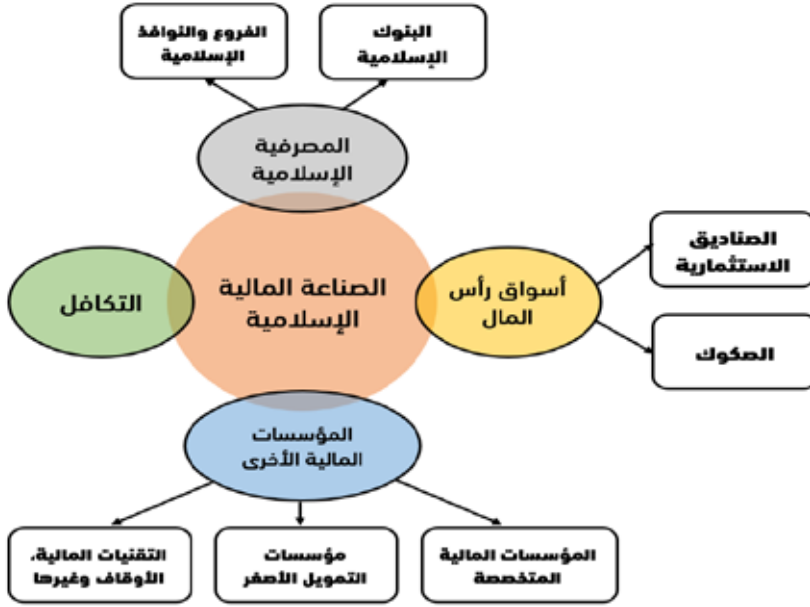 البنوك
الإسلامية
الفروع والنوافذ
الإسلامية
المصرفية
الإسلامية
الصناديق
الاستثمارية
أسواق رأس
المال
الصناعة المالية
الإسلامية
التكافل
الصكوك
المؤسسات
المالية الأخرى
المؤسسات المالية
المتخصصة
مؤسسات
التمويل الأصغر
التقنيات المالية،
الأوقاف وغيرها